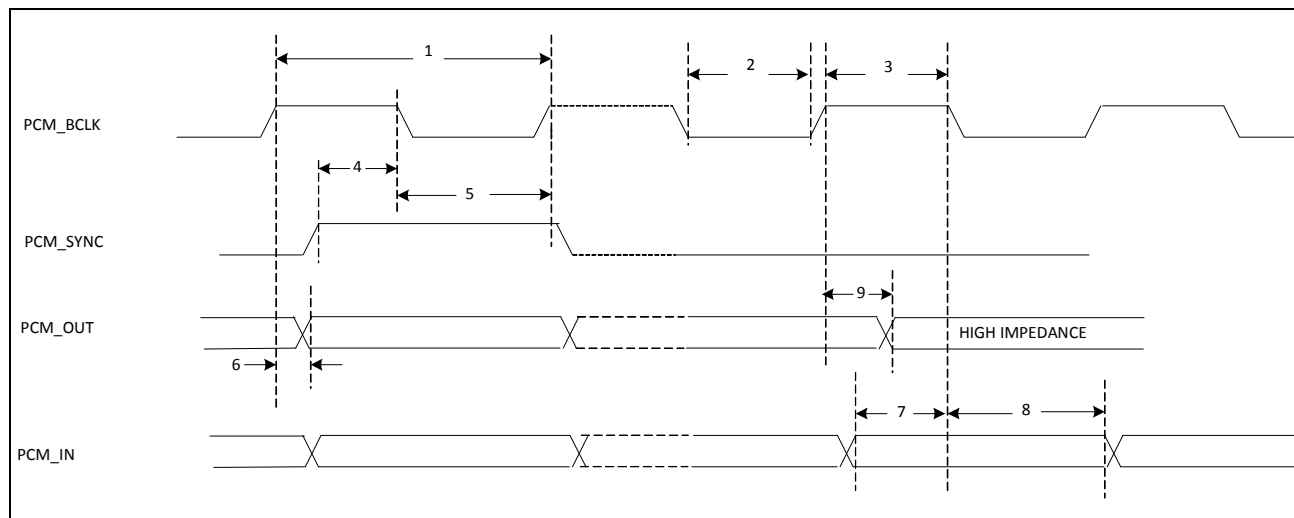 1
2
3
PCM_BCLK
4
5
PCM_SYNC
9
PCM_OUT
HIGH IMPEDANCE
6
7
8
PCM_IN